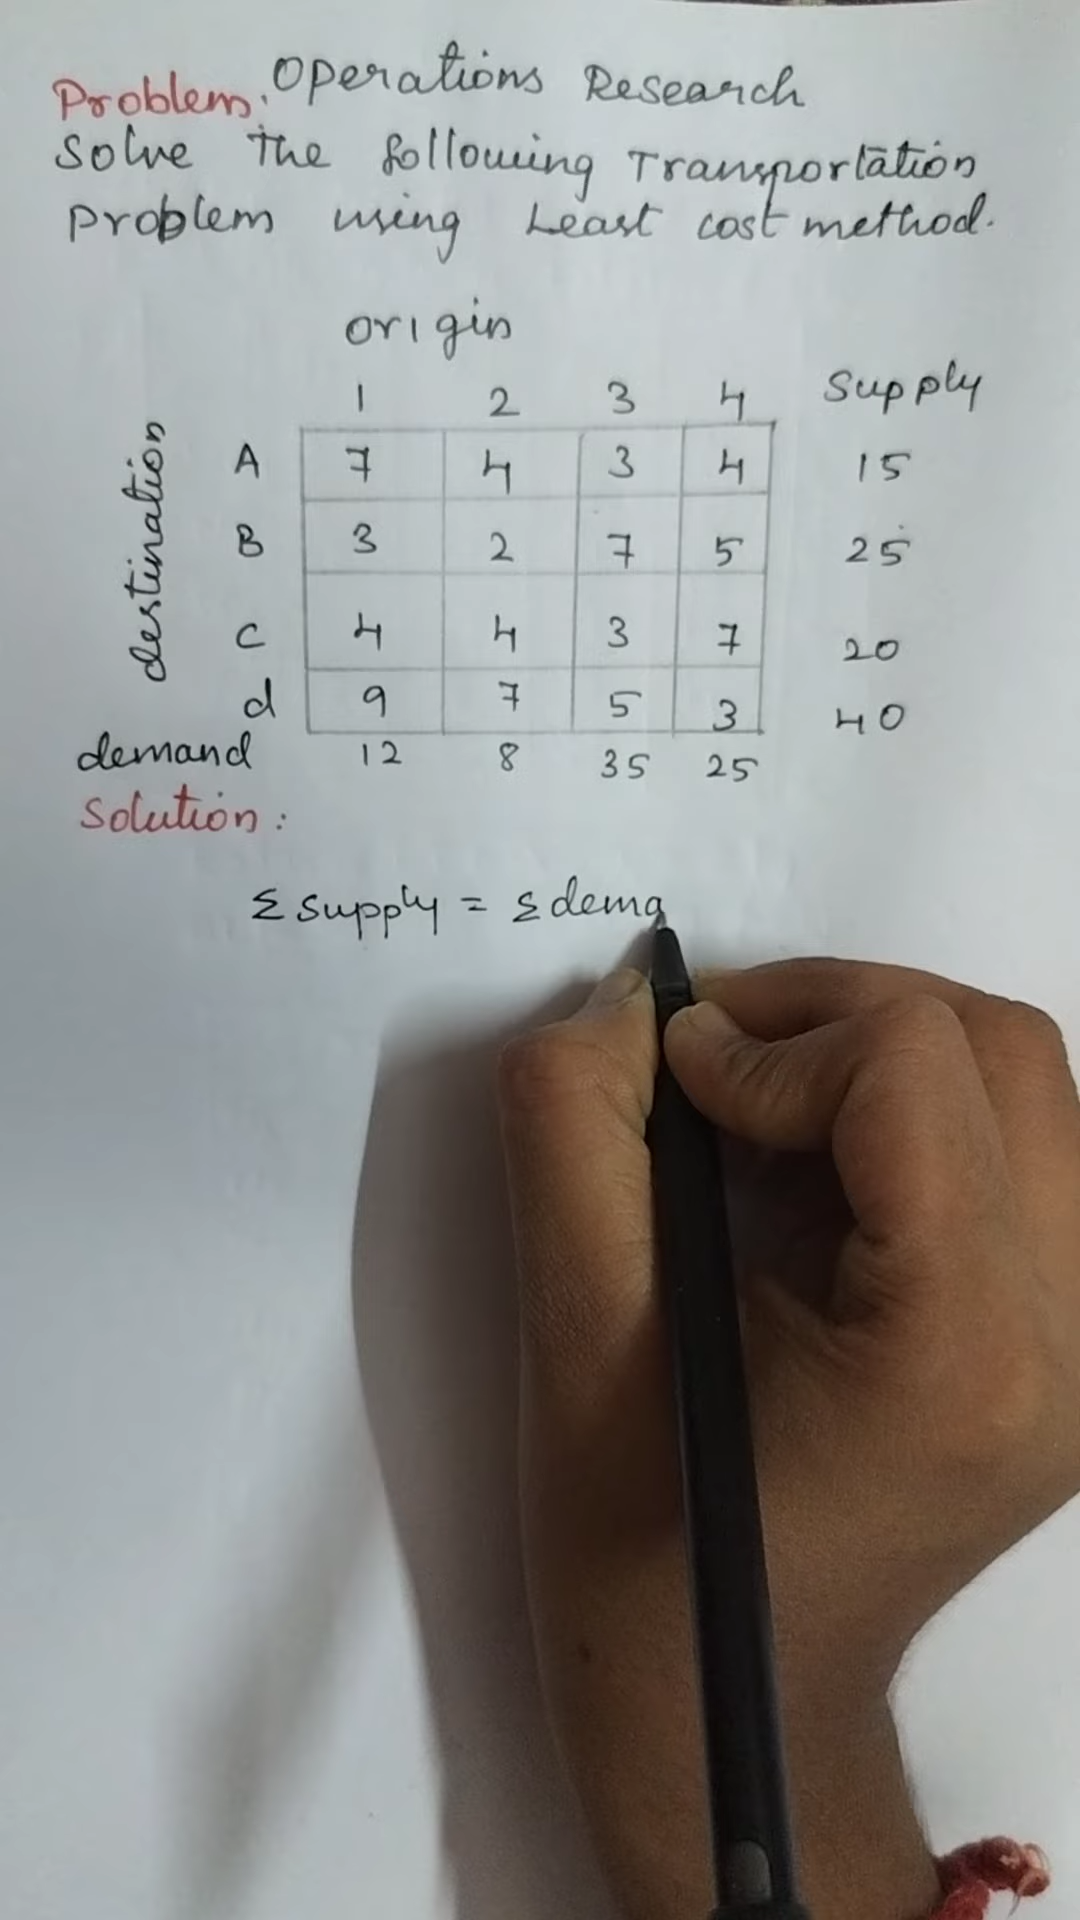 Problem: Operations Research
Solve the following Transportation
Problem using Least cost method.
origin
1 2 3 4 Supply
destination
A 7 4 3 4 15
B 3 2 7 5 25
C 4 4 3 7 20
d 9 7 5 3 40
demand 12 8 35 25
Solution:
Σ supply = Σ dema